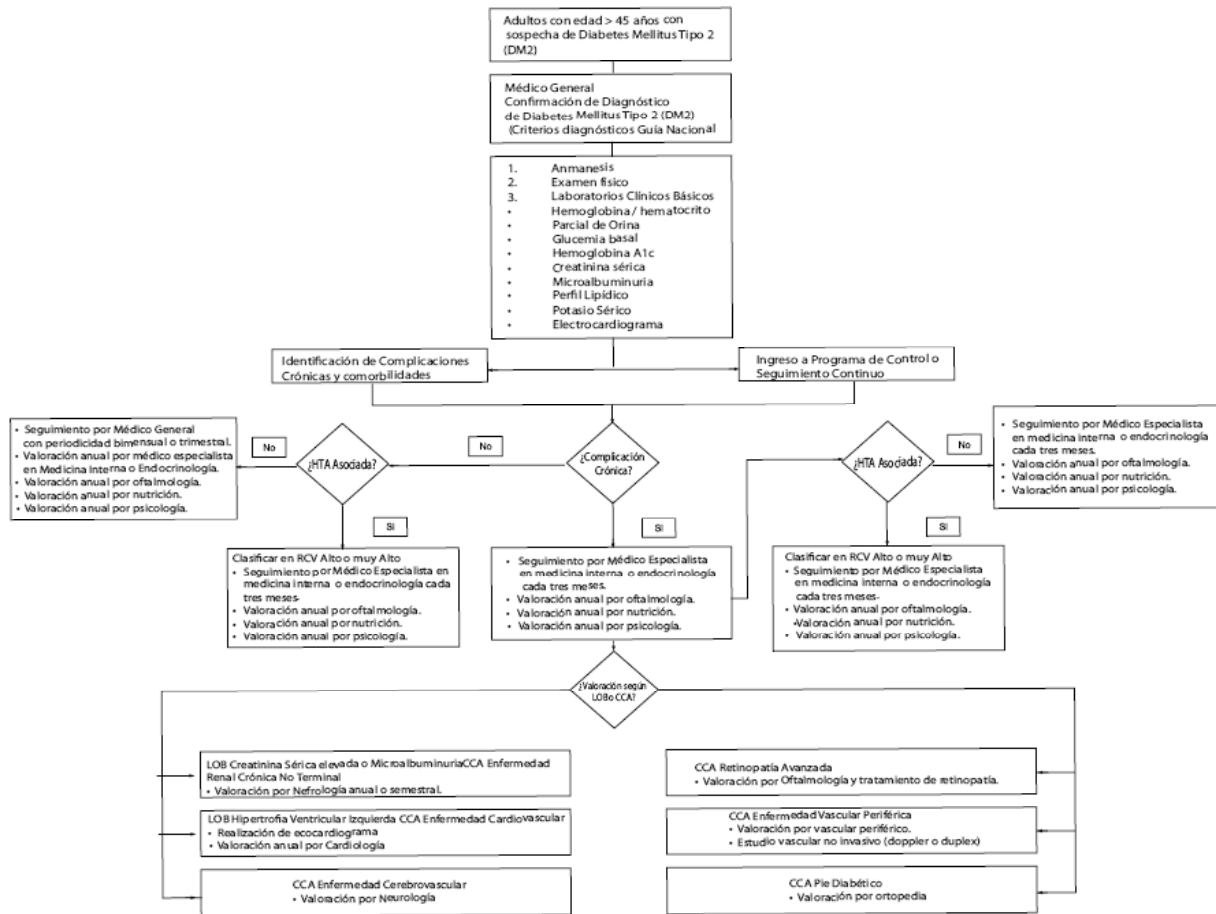 Adultos con edad > 45 años con
sospecha de Diabetes Mellitus Tipo 2
(DM2)
Médico General
Confirmación de Diagnóstico
de Diabetes Mellitus Tipo 2 (DM2)
(Criterios diagnósticos Guía Nacional
1. Anmanesis
2. Examen físico
3. Laboratorios Clínicos Básicos
• Hemoglobina / hematocrito
• Parcial de Orina
• Glucemia basal
• Hemoglobina A1c
• Creatinina sérica
• Microalbuminuria
• Perfil Lipídico
• Potasio Sérico
• Electrocardiograma
Identificación de Complicaciones
Crónicas y comorbilidades
Ingreso a Programa de Control o
Seguimiento Continuo
• Seguimiento por Médico General
con periodicidad bimensual o trimestral.
• Valoración anual por médico especialista
en Medicina Interna o Endocrinología.
• Valoración anual por oftalmología.
• Valoración anual por nutrición.
• Valoración anual por psicología.
No
¿HTA Asociada?
No
¿Complicación
Crónica?
¿HTA Asociada?
No
• Seguimiento por Médico Especialista
en medicina interna o endocrinología
cada tres meses.
• Valoración anual por oftalmología.
• Valoración anual por nutrición.
• Valoración anual por psicología.
Si
Si
Si
Clasificar en RCV Alto o muy Alto
• Seguimiento por Médico Especialista en
medicina interna o endocrinología cada
tres meses-
• Valoración anual por oftalmología.
• Valoración anual por nutrición.
• Valoración anual por psicología.
• Seguimiento por Médico Especialista
en medicina interna o endocrinología
cada tres meses.
• Valoración anual por oftalmología.
• Valoración anual por nutrición.
• Valoración anual por psicología.
Clasificar en RCV Alto o muy Alto
• Seguimiento por Médico Especialista
en medicina interna o endocrinología
cada tres meses-
• Valoración anual por oftalmología.
•Valoración anual por nutrición.
• Valoración anual por psicología.
¿Valoración según
LOB o CCA?
LOB Creatinina Sérica elevada o MicroalbuminuriaCCA Enfermedad
Renal Crónica No Terminal
• Valoración por Nefrología anual o semestral.
LOB Hipertrofia Ventricular Izquierda CCA Enfermedad Cardiovascular
• Realización de ecocardiograma
• Valoración anual por Cardiología
CCA Enfermedad Cerebrovascular
• Valoración por Neurología
CCA Retinopatía Avanzada
• Valoración por Oftalmología y tratamiento de retinopatía.
CCA Enfermedad Vascular Periférica
• Valoración por vascular periférico.
• Estudio vascular no invasivo (doppler o duplex)
CCA Pie Diabético
• Valoración por ortopedia